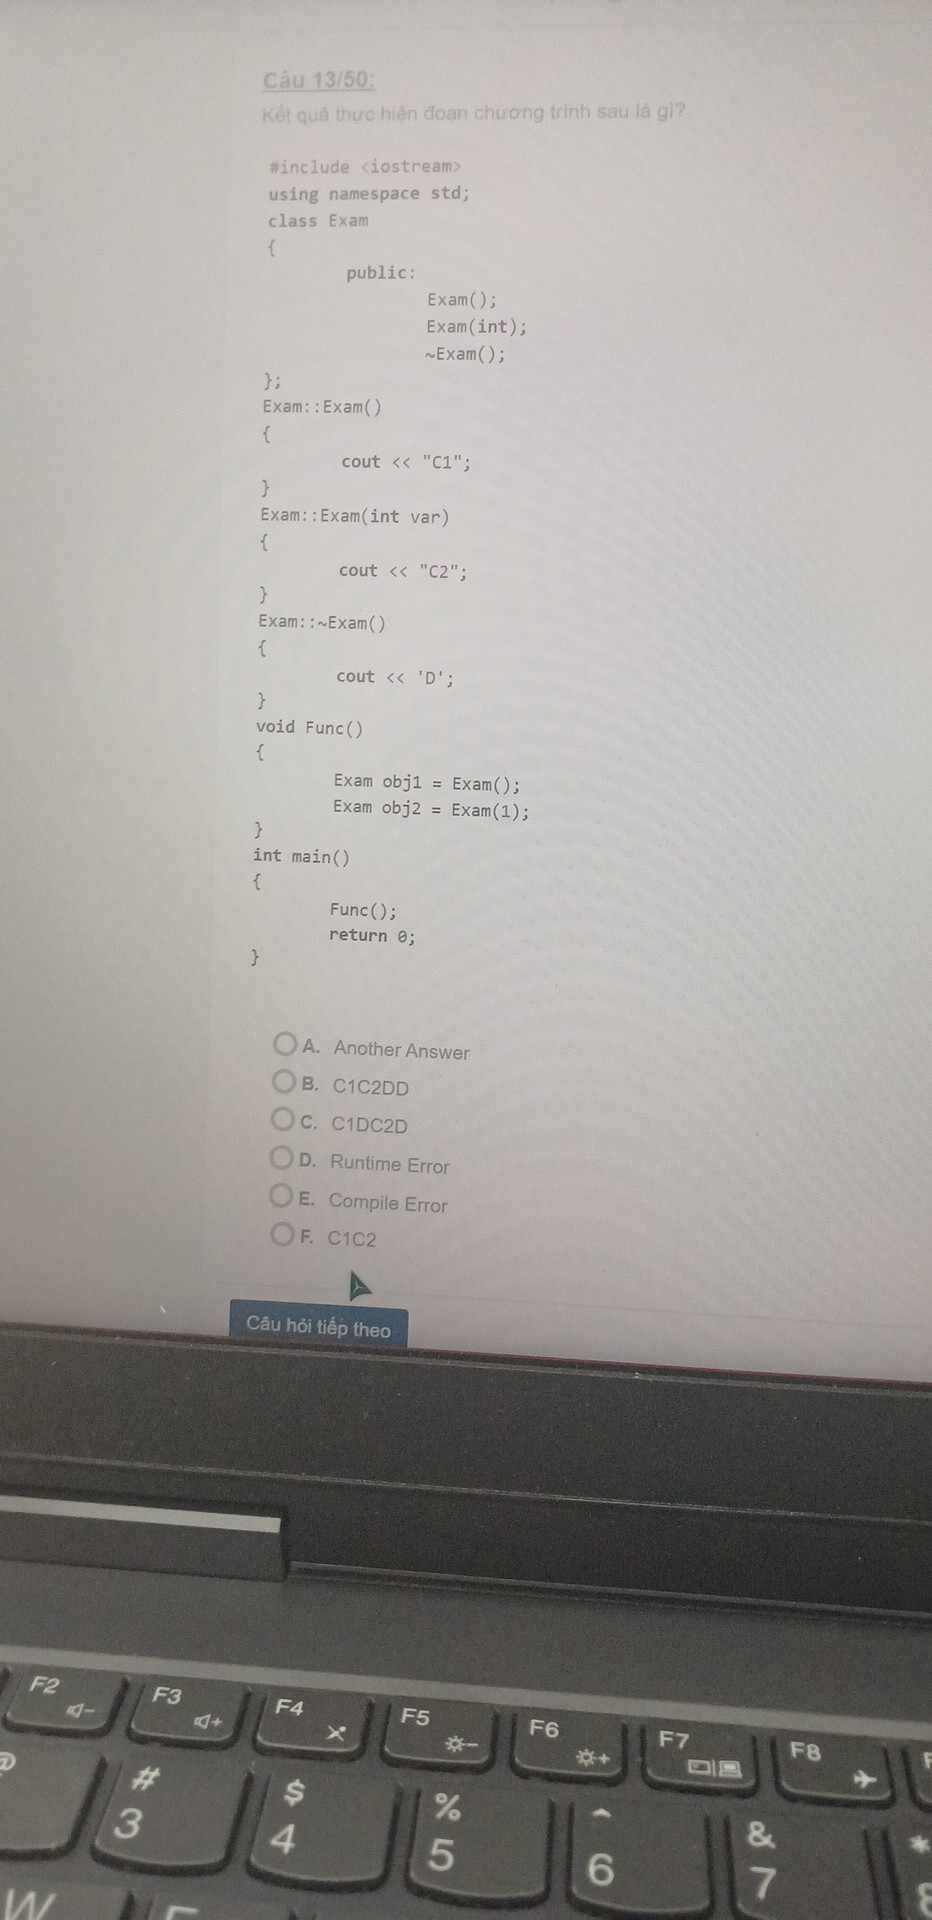 Câu 13/50:
Kết quả thực hiện đoạn chương trình sau là gì?
#include <iostream>
using namespace std;
class Exam
{
public:
Exam();
Exam(int);
~Exam();
};
Exam::Exam()
{
cout << "C1";
}
Exam::Exam(int var)
{
cout << "C2";
}
Exam::~Exam()
{
cout << 'D';
}
void Func()
{
Exam obj1 = Exam();
Exam obj2 = Exam(1);
}
int main()
{
Func();
return 0;
}
A. Another Answer
B. C1C2DD
C. C1DC2D
D. Runtime Error
E. Compile Error
F. C1C2
Câu hỏi tiếp theo
F2 F3 F4 F5 F6 F7 F8
# $ % ^ & *
3 4 5 6 7 8
W